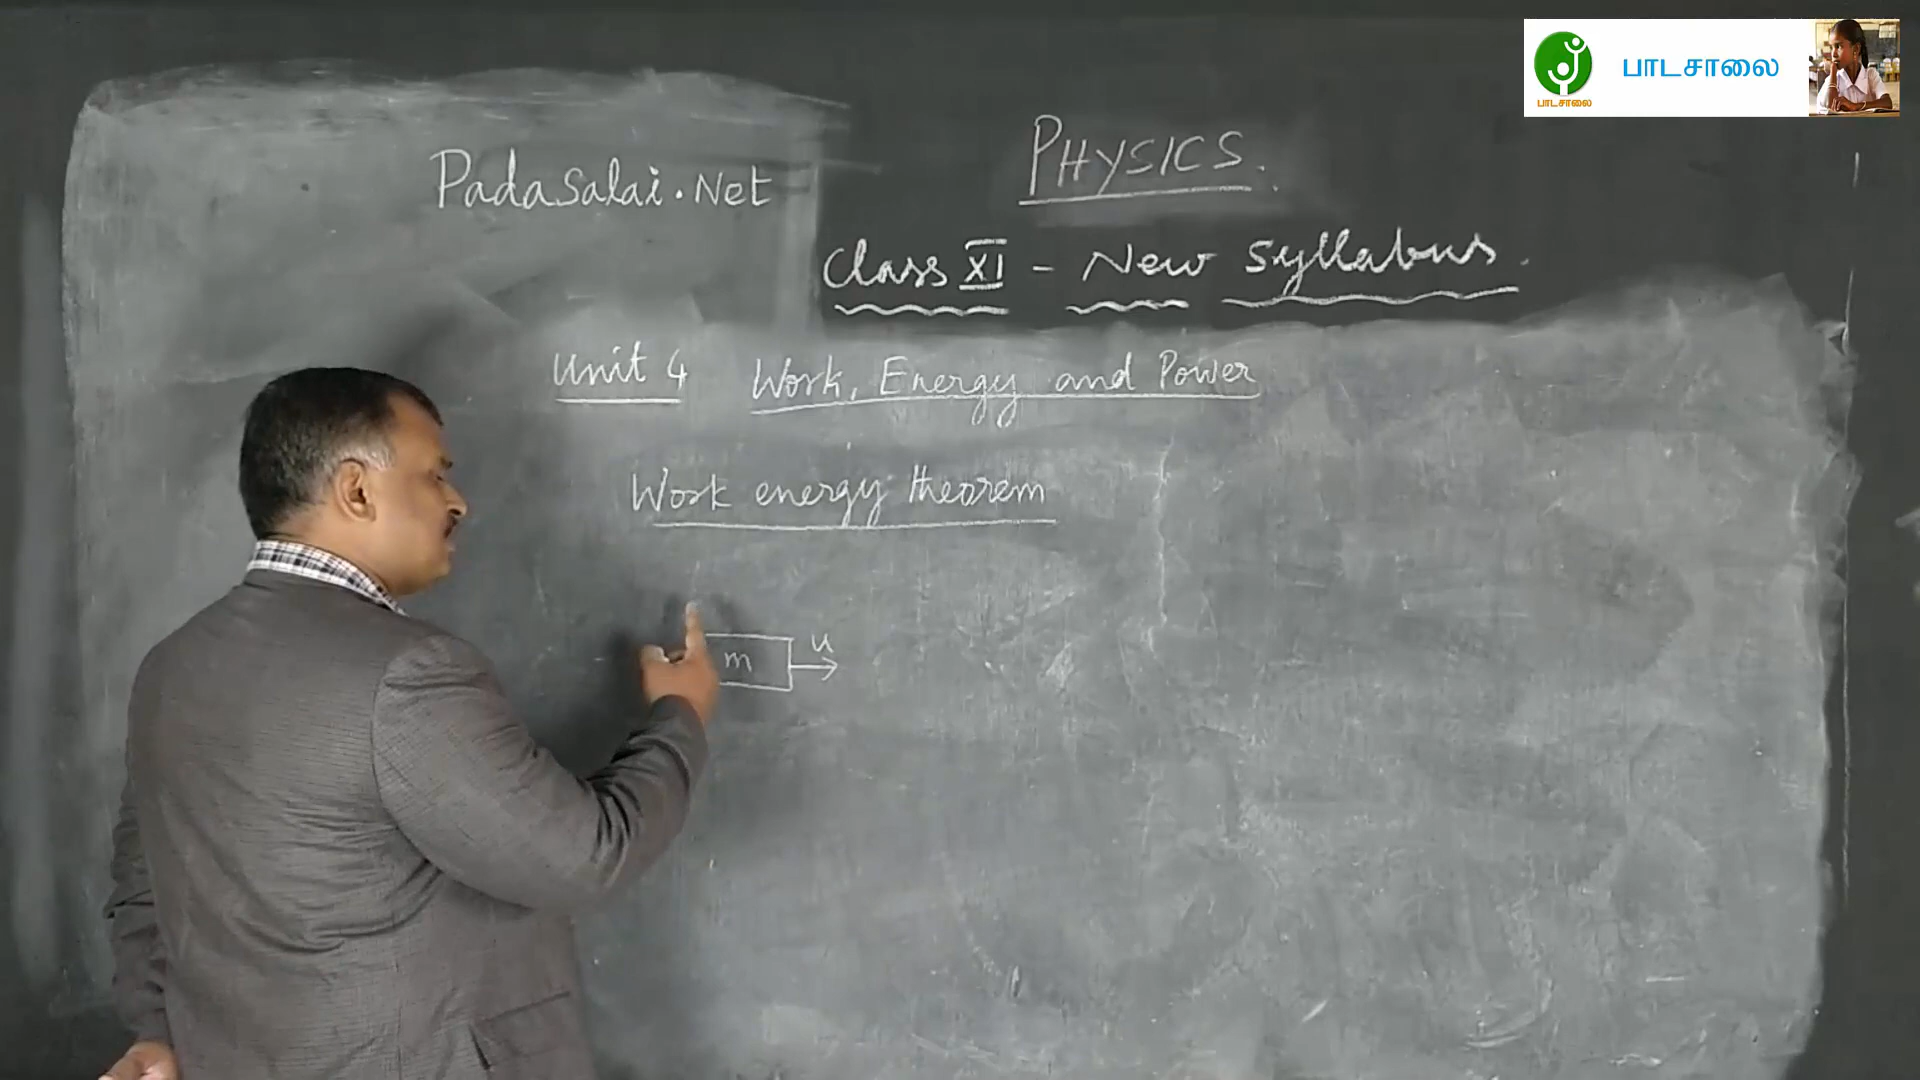 பாடசாலை
பாடசாலை
PHYSICS.
PadaSalai.Net
Class XI - New Syllabus.
Unit 4 Work, Energy and Power
Work energy theorem
m
u